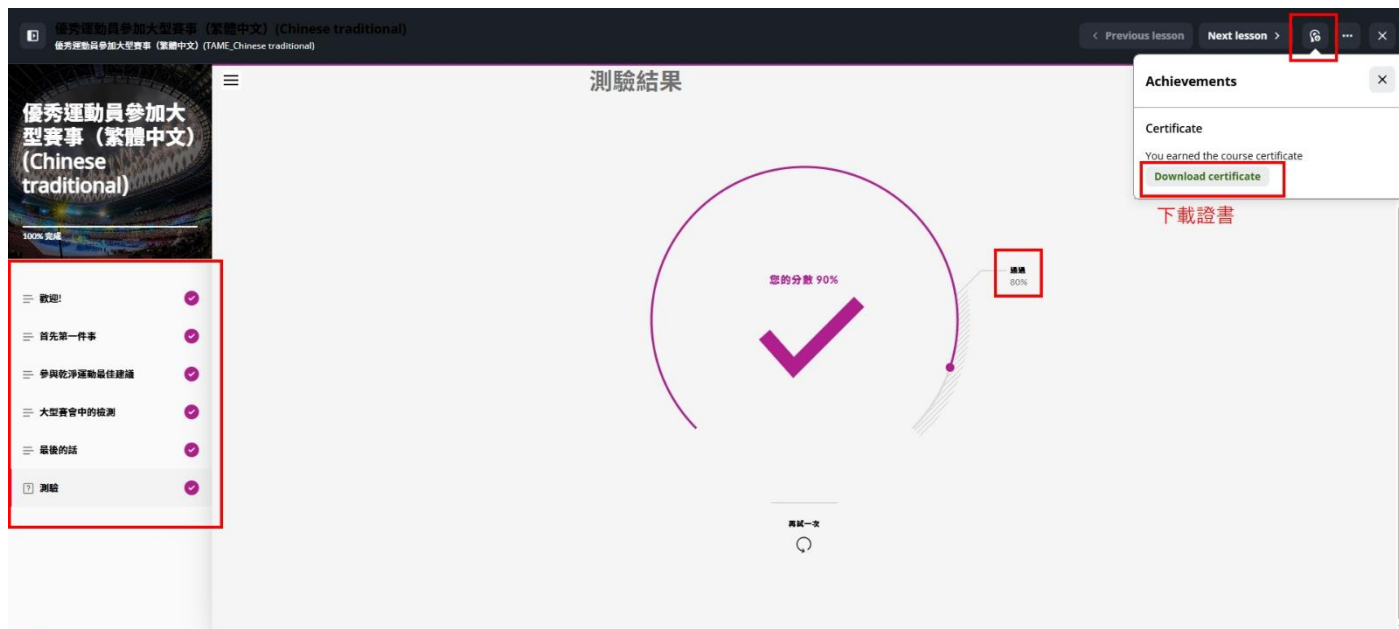 優秀運動員參加大型賽事（繁體中文）(Chinese traditional)
優秀運動員參加大型賽事（繁體中文）(TAME_Chinese traditional)
Previous lesson
Next lesson
優秀運動員參加大
型賽事（繁體中文）
(Chinese
traditional)
100% 完成
歡迎!
首先第一件事
參與乾淨運動最佳建議
大型賽會中的檢測
最後的話
測驗
測驗結果
您的分數 90%
通過
80%
再試一次
Achievements
Certificate
You earned the course certificate
Download certificate
下載證書